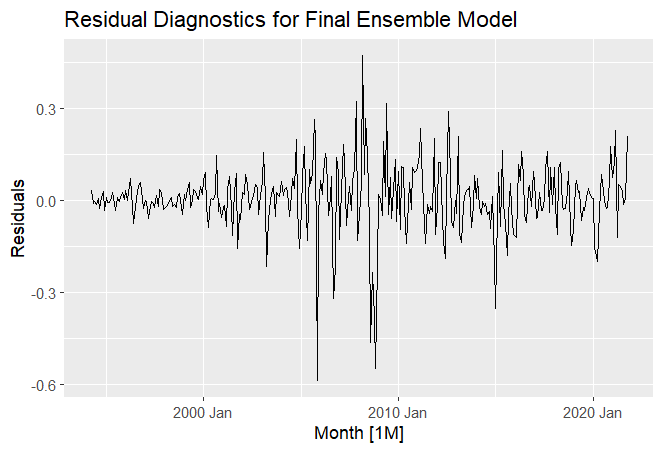 Residual Diagnostics for Final Ensemble Model
Residuals
0.3
0.0
-0.3
-0.6
2000 Jan
2010 Jan
2020 Jan
Month [1M]